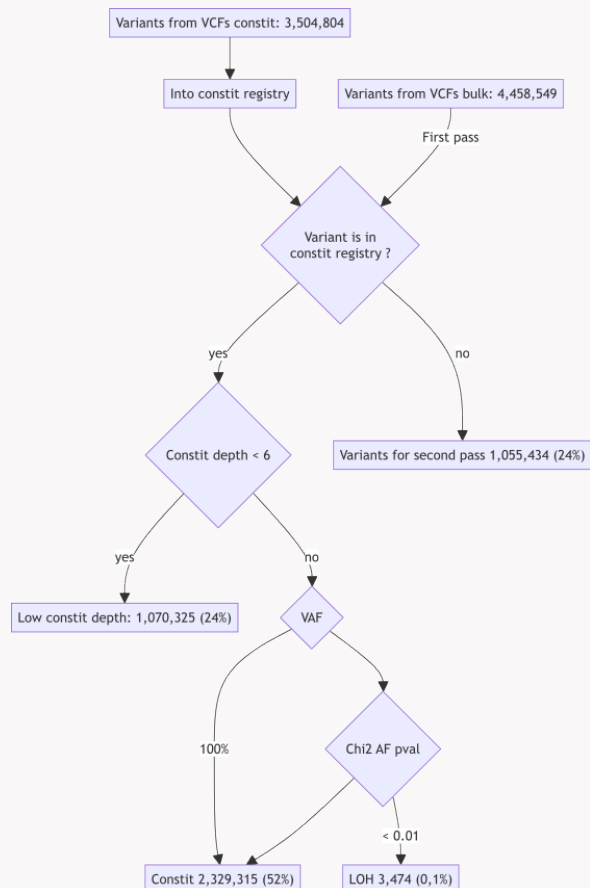 Variants from VCFs constit: 3,504,804
Into constit registry
Variants from VCFs bulk: 4,458,549
First pass
Variant is in
constit registry ?
yes
no
Constit depth < 6
Variants for second pass 1,055,434 (24%)
yes
no
Low constit depth: 1,070,325 (24%)
VAF
100%
Chi2 AF pval
< 0.01
Constit 2,329,315 (52%)
LOH 3,474 (0,1%)